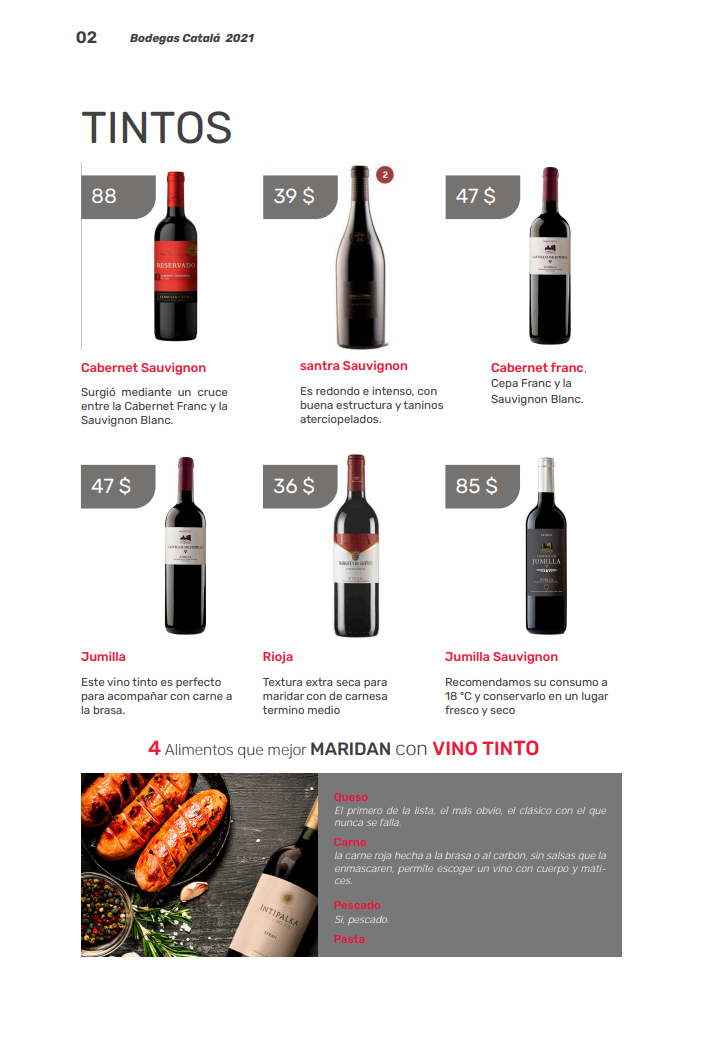 02 Bodegas Catalá 2021
TINTOS
88
39 $
2
47 $
RESERVADO
Cabernet Sauvignon
Surgió mediante un cruce
entre la Cabernet Franc y la
Sauvignon Blanc.
santra Sauvignon
Es redondo e intenso, con
buena estructura y taninos
aterciopelados.
Cabernet franc,
Cepa Franc y la
Sauvignon Blanc.
47 $
36 $
85 $
JUMILLA
Jumilla
Este vino tinto es perfecto
para acompañar con carne a
la brasa.
Rioja
Textura extra seca para
maridar con de carnesa
termino medio
Jumilla Sauvignon
Recomendamos su consumo a
18 °C y conservarlo en un lugar
fresco y seco
4 Alimentos que mejor MARIDAN con VINO TINTO
INTIPALKA
SYRAH
Queso
El primero de la lista, el más obvio, el clásico con el que
nunca se falla.
Carne
la carne roja hecha a la brasa o al carbón, sin salsas que la
enmascaren, permite escoger un vino con cuerpo y mati-
ces.
Pescado
Sí, pescado.
Pasta